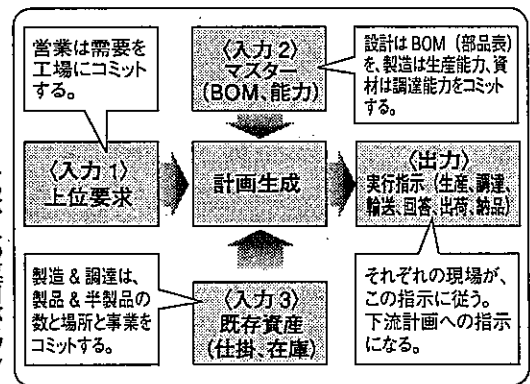 営業は需要を
工場にコミット
する。
〈入力2〉
マスター
(BOM、能力)
設計はBOM（部品表）
を、製造は生産能力、資
材は調達能力をコミット
する。
〈入力1〉
上位要求
計画生成
〈出力〉
実行指示（生産、調達、
輸送、回答、出荷、納品）
製造＆調達は、
製品＆半製品の
数と場所と事業を
コミットする。
〈入力3〉
既存資産
(仕掛、在庫)
それぞれの現場が、
この指示に従う。
下流計画への指示
になる。